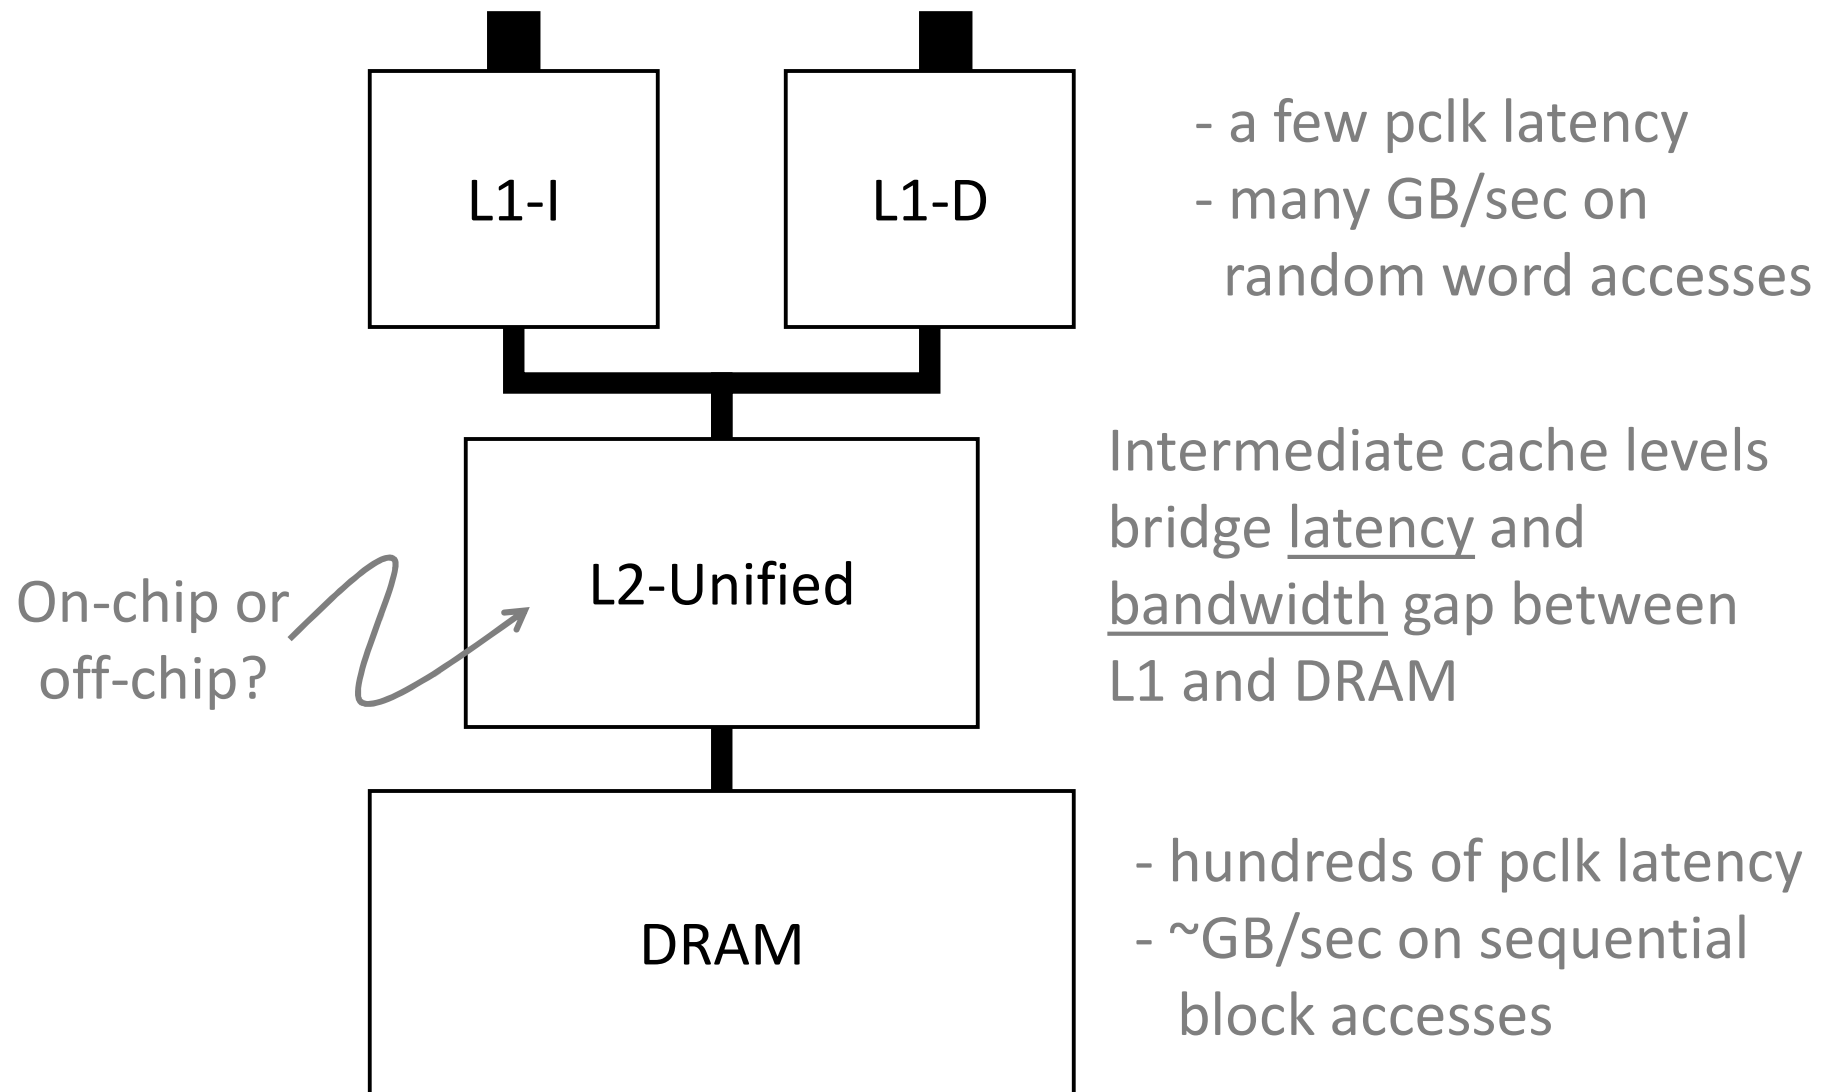 L1-I
L1-D
- a few pclk latency
- many GB/sec on
random word accesses
Intermediate cache levels
bridge latency and
bandwidth gap between
L1 and DRAM
L2-Unified
On-chip or
off-chip?
DRAM
- hundreds of pclk latency
- ~GB/sec on sequential
block accesses